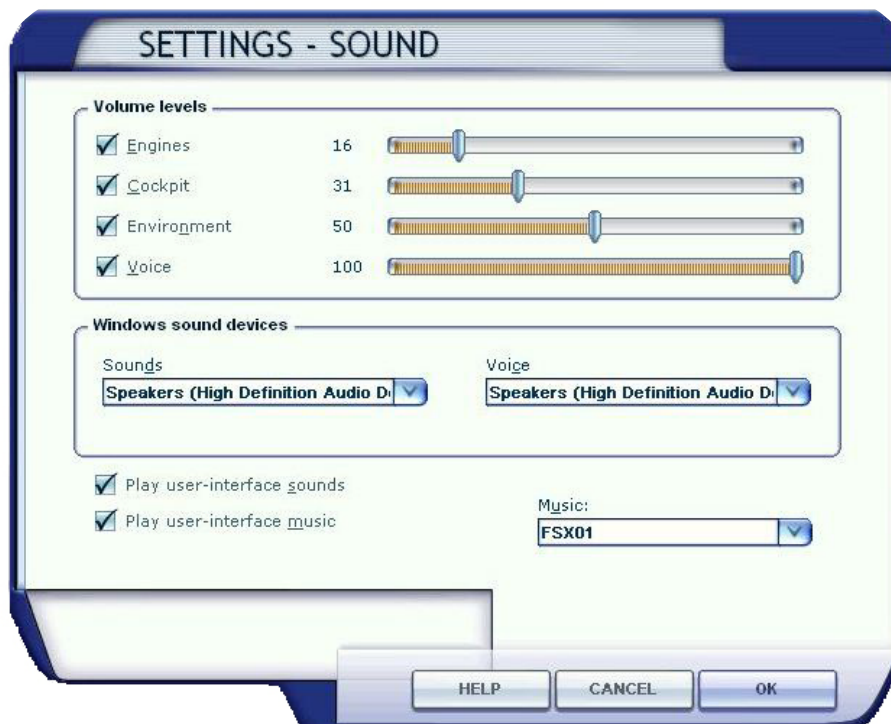 SETTINGS - SOUND
Volume levels
Engines 16
Cockpit 31
Environment 50
Voice 100
Windows sound devices
Sounds Voice
Speakers (High Definition Audio D Speakers (High Definition Audio D
Play user-interface sounds
Play user-interface music
Music:
FSX01
HELP CANCEL OK